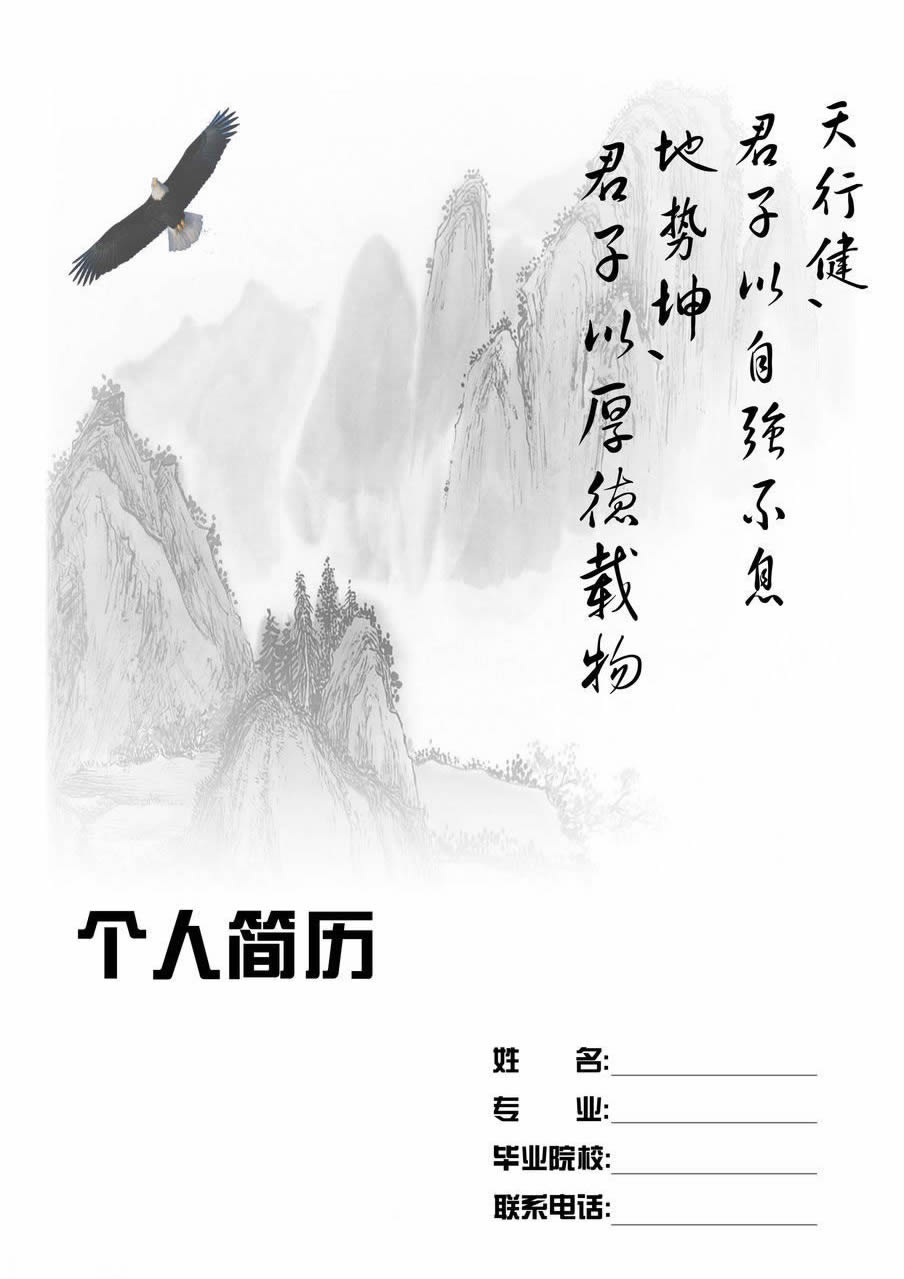 天行健、
君子以自強不息
地势坤、
君子以厚德载物
个人简历
姓 名:
专 业:
毕业院校:
联系电话: